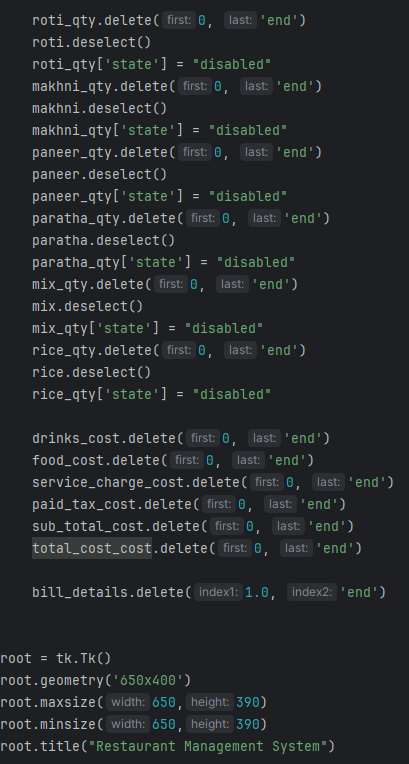 roti_qty.delete(first: 0, last: 'end')
roti.deselect()
roti_qty['state'] = "disabled"
makhni_qty.delete(first: 0, last: 'end')
makhni.deselect()
makhni_qty['state'] = "disabled"
paneer_qty.delete(first: 0, last: 'end')
paneer.deselect()
paneer_qty['state'] = "disabled"
paratha_qty.delete(first: 0, last: 'end')
paratha.deselect()
paratha_qty['state'] = "disabled"
mix_qty.delete(first: 0, last: 'end')
mix.deselect()
mix_qty['state'] = "disabled"
rice_qty.delete(first: 0, last: 'end')
rice.deselect()
rice_qty['state'] = "disabled"
drinks_cost.delete(first: 0, last: 'end')
food_cost.delete(first: 0, last: 'end')
service_charge_cost.delete(first: 0, last: 'end')
paid_tax_cost.delete(first: 0, last: 'end')
sub_total_cost.delete(first: 0, last: 'end')
total_cost_cost.delete(first: 0, last: 'end')
bill_details.delete(index1: 1.0, index2: 'end')
root = tk.Tk()
root.geometry('650x400')
root.maxsize(width: 650, height: 390)
root.minsize(width: 650, height: 390)
root.title("Restaurant Management System")